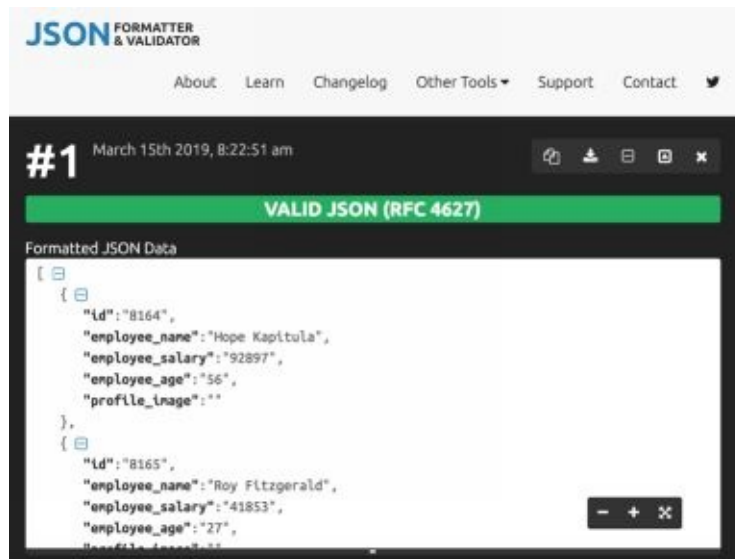 JSON FORMATTER & VALIDATOR
About Learn Changelog Other Tools Support Contact
#1 March 15th 2019, 8:22:51 am
VALID JSON (RFC 4627)
Formatted JSON Data
[
{
"id":"8164",
"employee_name":"Hope Kapitula",
"employee_salary":"92897",
"employee_age":"56",
"profile_image":""
},
{
"id":"8165",
"employee_name":"Roy Fitzgerald",
"employee_salary":"41853",
"employee_age":"27",
"profile_image":""